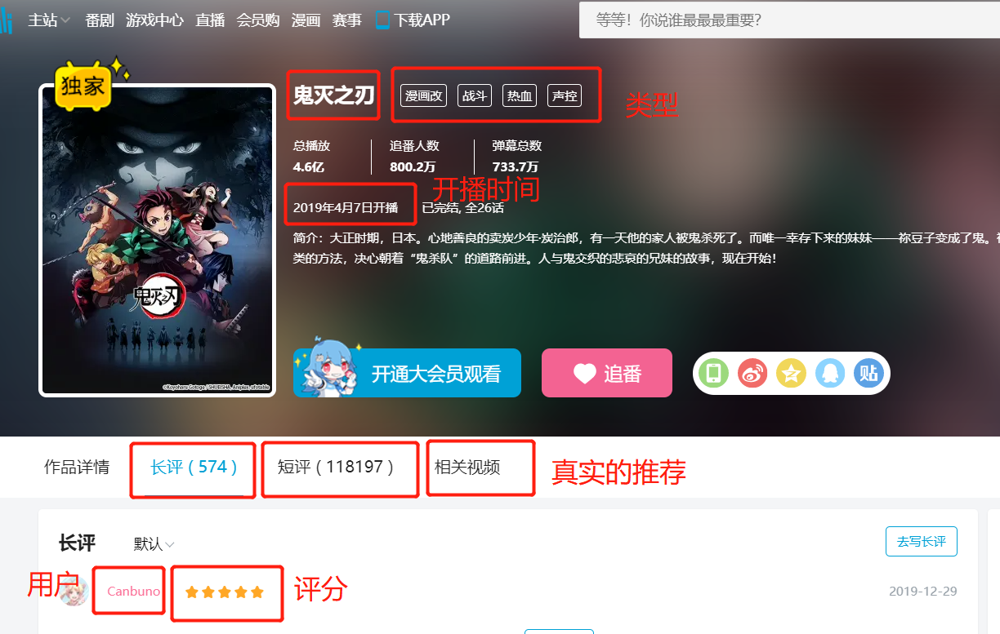 主站 番剧 游戏中心 直播 会员购 漫画 赛事 下载APP 等等！你说谁最最最重要？
独家
鬼灭之刃 漫画改 战斗 热血 声控 类型
总播放 追番人数 弹幕总数
4.6亿 800.2万 733.7万
开播时间
2019年4月7日开播 已完结, 全26话
简介：大正时期，日本。心地善良的卖炭少年·炭治郎，有一天他的家人被鬼杀死了。而唯一幸存下来的妹妹——祢豆子变成了鬼。
类的方法，决心朝着“鬼杀队”的道路前进。人与鬼交织的悲哀的兄妹的故事，现在开始！
鬼灭之刃
©Koyoharu Gotoge / SHUEISHA, Aniplex, ufotable
开通大会员观看 追番 贴
作品详情 长评 ( 574 ) 短评 ( 118197 ) 相关视频 真实的推荐
长评 默认 去写长评
用户 Canbuno 评分 2019-12-29